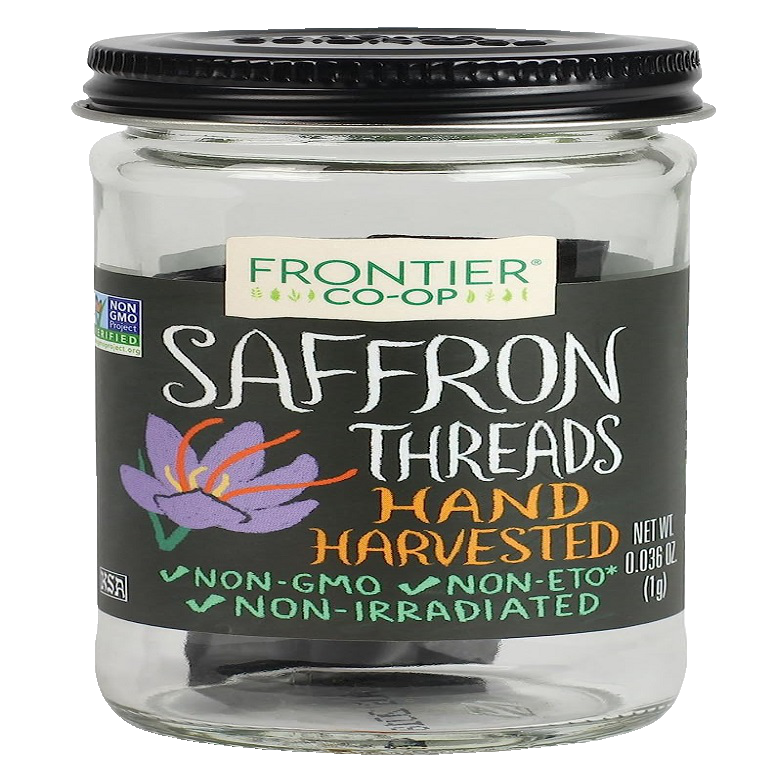 FRONTIER®
CO-OP
NON
GMO
Project
VERIFIED
SAFFRON
THREADS
HAND
HARVESTED
NET WT.
0.036 OZ
(1g)
KSA
✓NON-GMO ✓NON-ETO*
✓NON-IRRADIATED